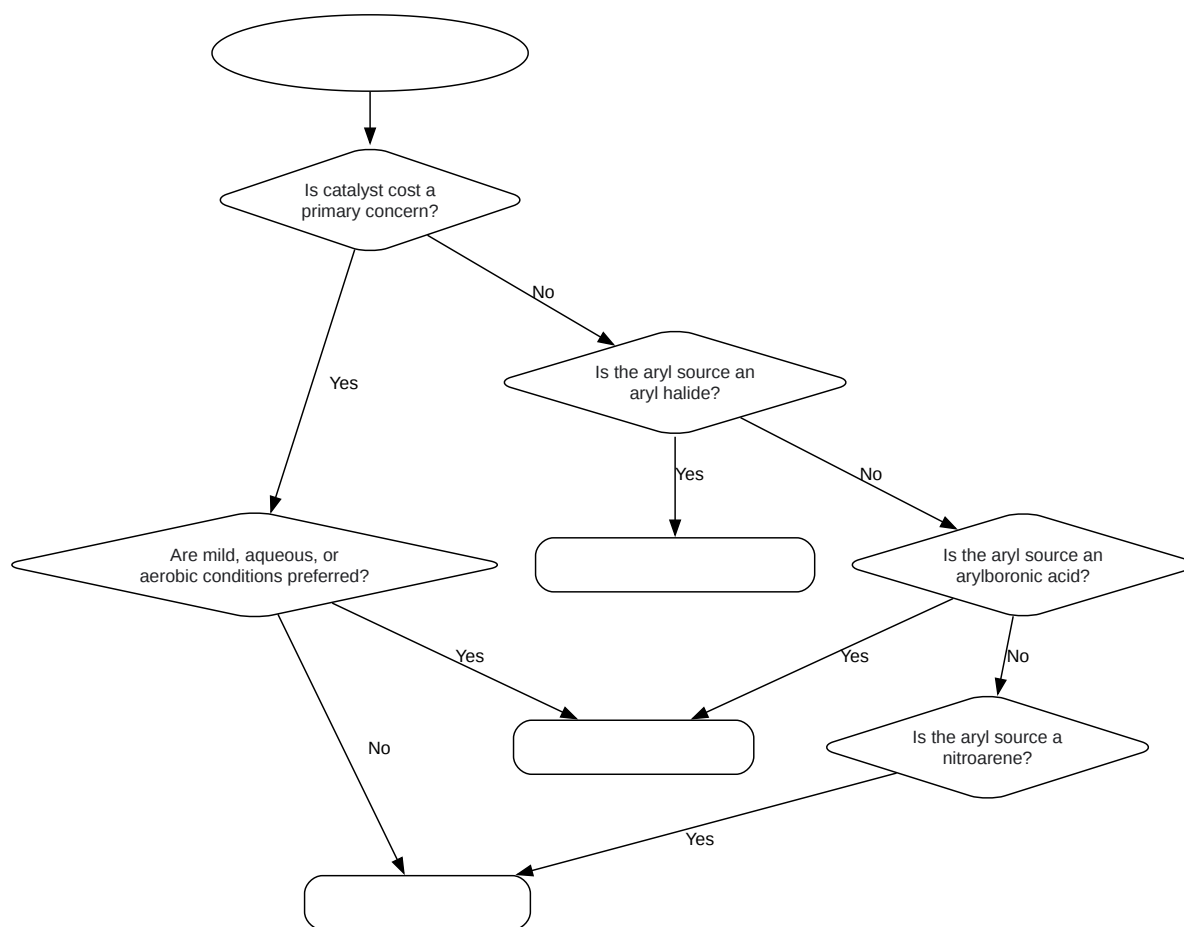 Is catalyst cost a
primary concern?
No
Is the aryl source an
aryl halide?
Yes
Yes
No
Are mild, aqueous, or
aerobic conditions preferred?
Is the aryl source an
arylboronic acid?
Yes
Yes
No
Is the aryl source a
nitroarene?
No
Yes